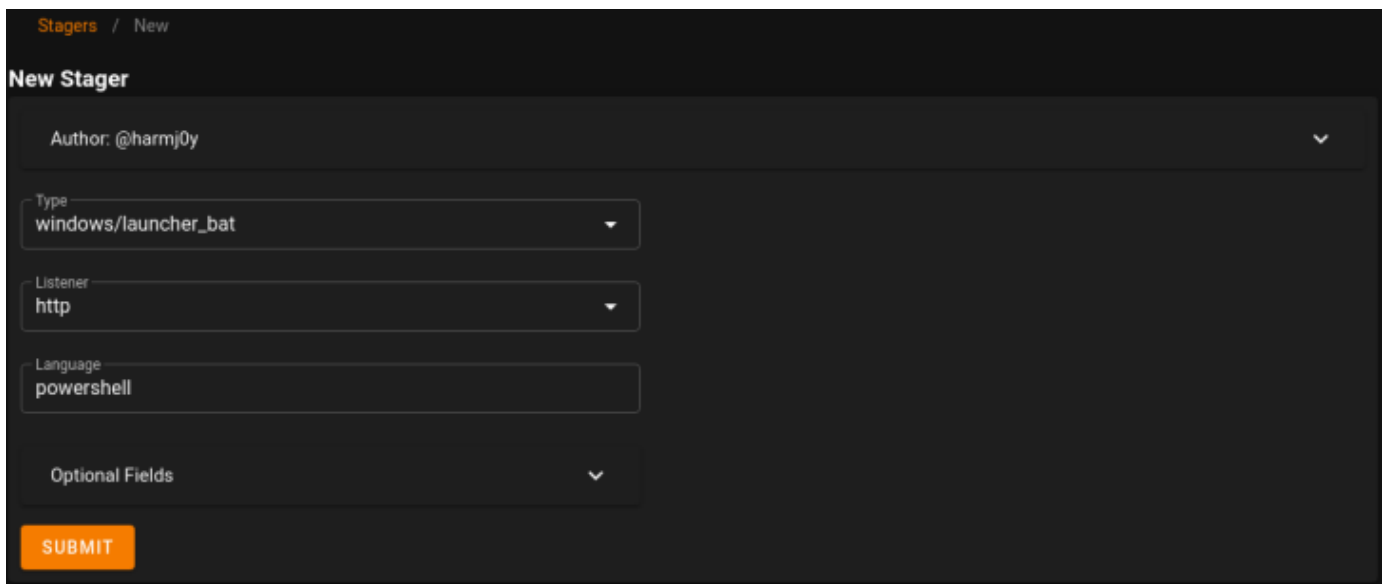 Stagers / New
New Stager
Author: @harmj0y
Type
windows/launcher_bat
Listener
http
Language
powershell
Optional Fields
SUBMIT